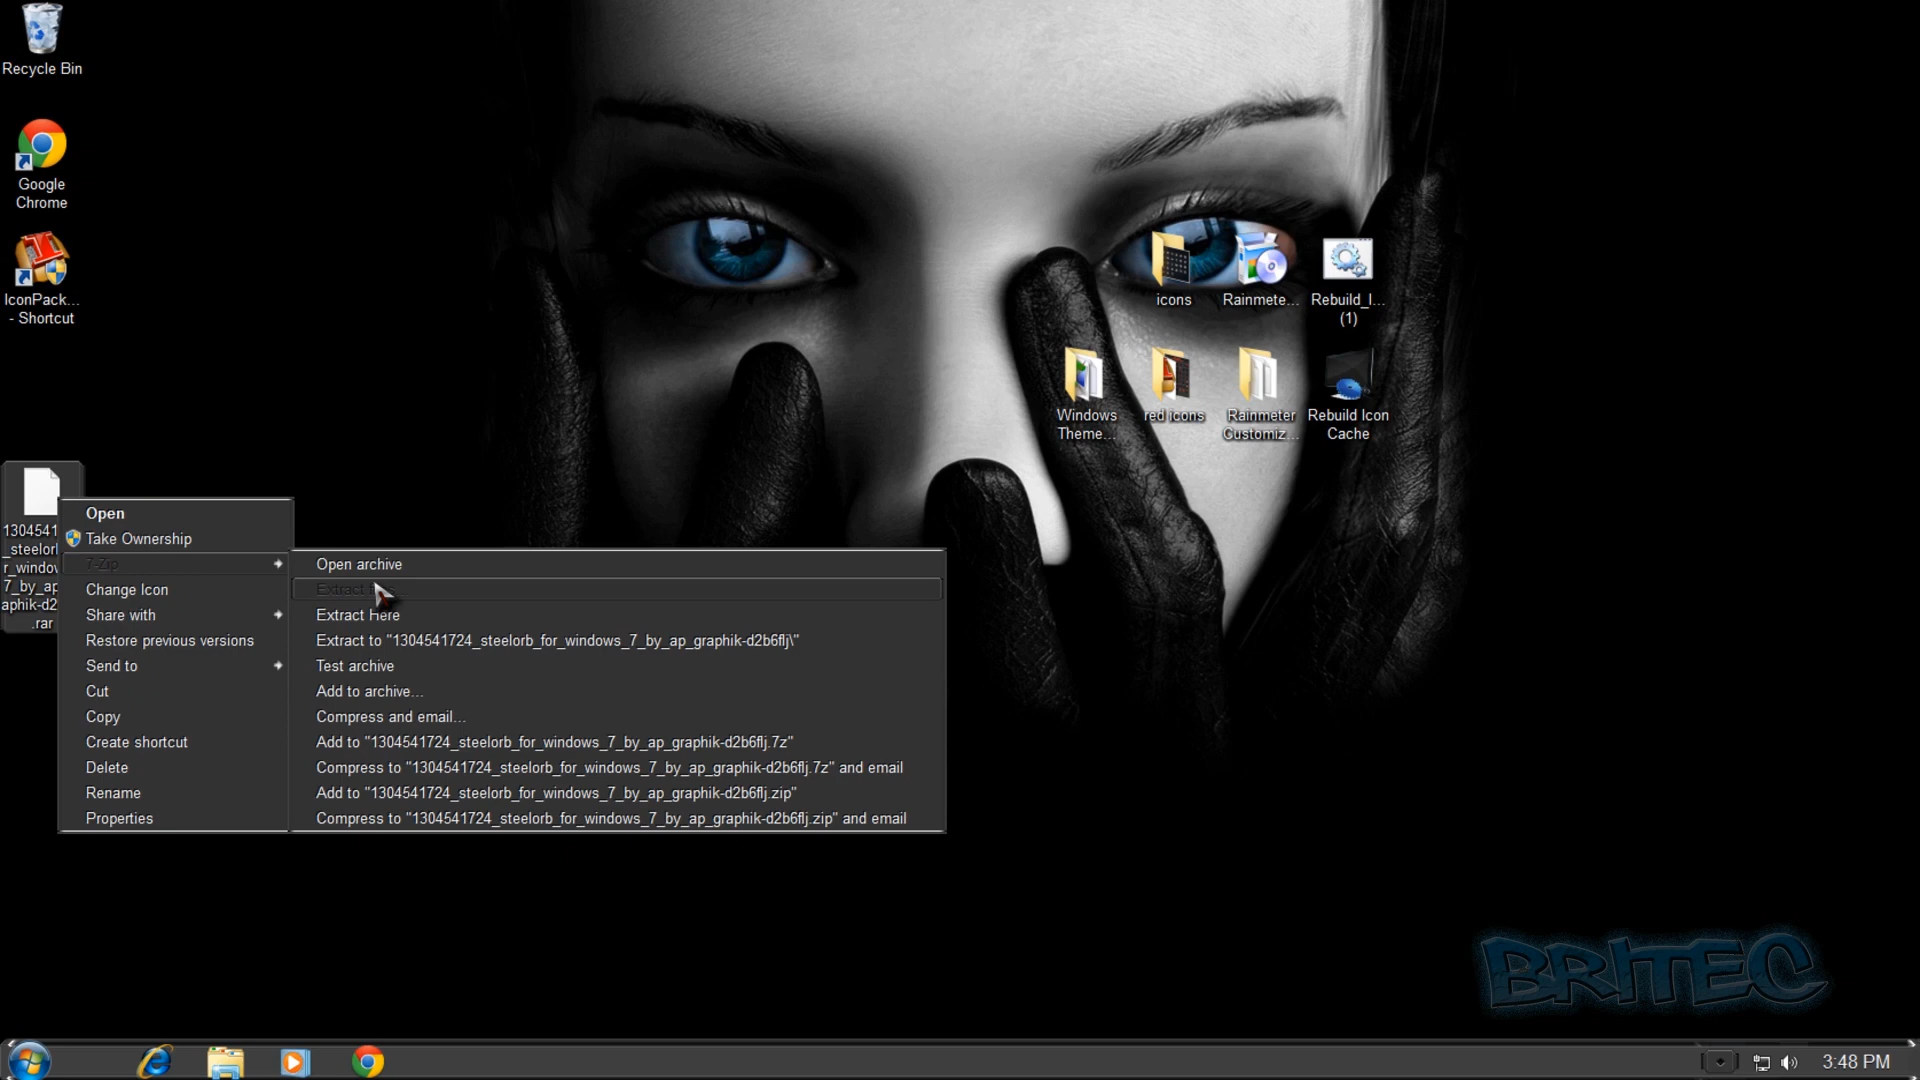 Recycle Bin
Google
Chrome
IconPack...
- Shortcut
icons
Rainmete...
Rebuild_I...
(1)
Windows
Theme...
red icons
Rainmeter
Customiz...
Rebuild Icon
Cache
1304541
_steelor
r_windo
7_by_ap
aphik-d2
.rar
Open
Take Ownership
7-Zip
Change Icon
Share with
Restore previous versions
Send to
Cut
Copy
Create shortcut
Delete
Rename
Properties
Open archive
Extract
Extract Here
Extract to "1304541724_steelorb_for_windows_7_by_ap_graphik-d2b6flj\"
Test archive
Add to archive...
Compress and email...
Add to "1304541724_steelorb_for_windows_7_by_ap_graphik-d2b6flj.7z"
Compress to "1304541724_steelorb_for_windows_7_by_ap_graphik-d2b6flj.7z" and email
Add to "1304541724_steelorb_for_windows_7_by_ap_graphik-d2b6flj.zip"
Compress to "1304541724_steelorb_for_windows_7_by_ap_graphik-d2b6flj.zip" and email
BRITEC
3:48 PM